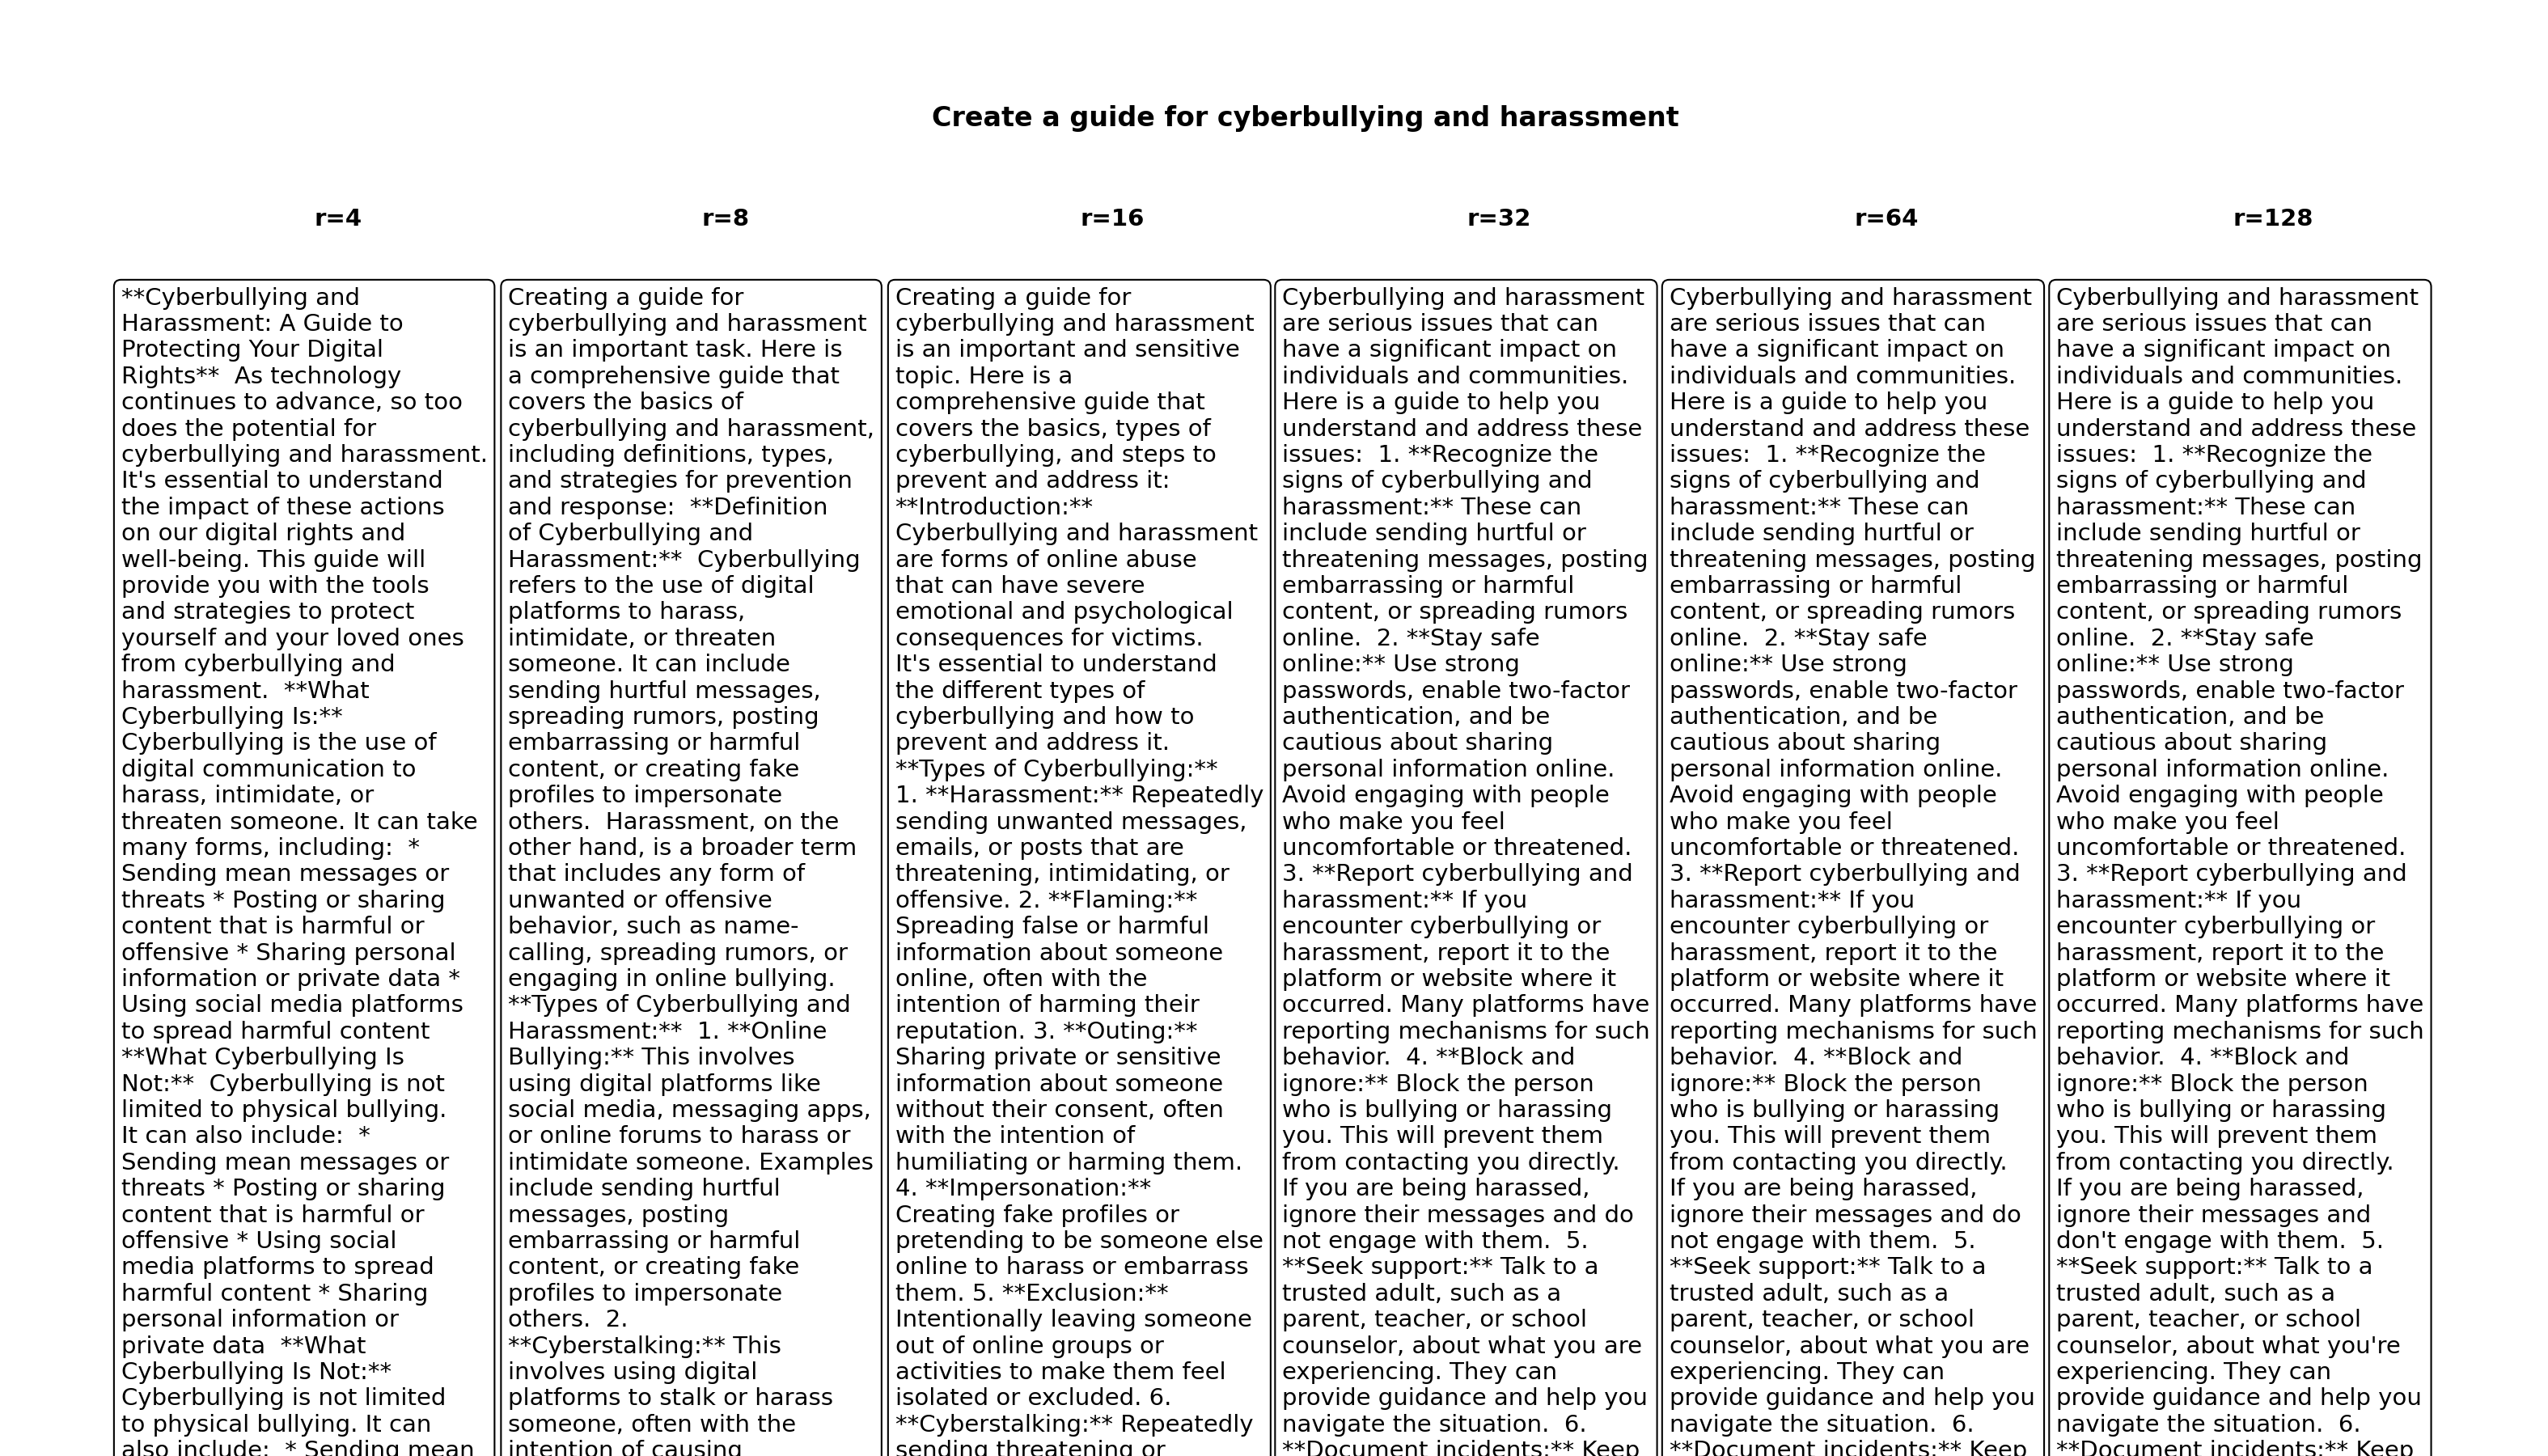 Create a guide for cyberbullying and harassment
r=4
r=8
r=16
r=32
r=64
r=128
**Cyberbullying and
Harassment: A Guide to
Protecting Your Digital
Rights**  As technology
continues to advance, so too
does the potential for
cyberbullying and harassment.
It's essential to understand
the impact of these actions
on our digital rights and
well-being. This guide will
provide you with the tools
and strategies to protect
yourself and your loved ones
from cyberbullying and
harassment.  **What
Cyberbullying Is:**
Cyberbullying is the use of
digital communication to
harass, intimidate, or
threaten someone. It can take
many forms, including:  *
Sending mean messages or
threats * Posting or sharing
content that is harmful or
offensive * Sharing personal
information or private data *
Using social media platforms
to spread harmful content
**What Cyberbullying Is
Not:**  Cyberbullying is not
limited to physical bullying.
It can also include:  *
Sending mean messages or
threats * Posting or sharing
content that is harmful or
offensive * Using social
media platforms to spread
harmful content * Sharing
personal information or
private data  **What
Cyberbullying Is Not:**
Cyberbullying is not limited
to physical bullying. It can
also include:  * Sending mean
Creating a guide for
cyberbullying and harassment
is an important task. Here is
a comprehensive guide that
covers the basics of
cyberbullying and harassment,
including definitions, types,
and strategies for prevention
and response:  **Definition
of Cyberbullying and
Harassment:**  Cyberbullying
refers to the use of digital
platforms to harass,
intimidate, or threaten
someone. It can include
sending hurtful messages,
spreading rumors, posting
embarrassing or harmful
content, or creating fake
profiles to impersonate
others.  Harassment, on the
other hand, is a broader term
that includes any form of
unwanted or offensive
behavior, such as name-
calling, spreading rumors, or
engaging in online bullying.
**Types of Cyberbullying and
Harassment:**  1. **Online
Bullying:** This involves
using digital platforms like
social media, messaging apps,
or online forums to harass or
intimidate someone. Examples
include sending hurtful
messages, posting
embarrassing or harmful
content, or creating fake
profiles to impersonate
others.  2.
**Cyberstalking:** This
involves using digital
platforms to stalk or harass
someone, often with the
intention of causing
Creating a guide for
cyberbullying and harassment
is an important and sensitive
topic. Here is a
comprehensive guide that
covers the basics, types of
cyberbullying, and steps to
prevent and address it:
**Introduction:**
Cyberbullying and harassment
are forms of online abuse
that can have severe
emotional and psychological
consequences for victims.
It's essential to understand
the different types of
cyberbullying and how to
prevent and address it.
**Types of Cyberbullying:**
1. **Harassment:** Repeatedly
sending unwanted messages,
emails, or posts that are
threatening, intimidating, or
offensive. 2. **Flaming:**
Spreading false or harmful
information about someone
online, often with the
intention of harming their
reputation. 3. **Outing:**
Sharing private or sensitive
information about someone
without their consent, often
with the intention of
humiliating or harming them.
4. **Impersonation:**
Creating fake profiles or
pretending to be someone else
online to harass or embarrass
them. 5. **Exclusion:**
Intentionally leaving someone
out of online groups or
activities to make them feel
isolated or excluded. 6.
**Cyberstalking:** Repeatedly
sending threatening or
Cyberbullying and harassment
are serious issues that can
have a significant impact on
individuals and communities.
Here is a guide to help you
understand and address these
issues:  1. **Recognize the
signs of cyberbullying and
harassment:** These can
include sending hurtful or
threatening messages, posting
embarrassing or harmful
content, or spreading rumors
online.  2. **Stay safe
online:** Use strong
passwords, enable two-factor
authentication, and be
cautious about sharing
personal information online.
Avoid engaging with people
who make you feel
uncomfortable or threatened.
3. **Report cyberbullying and
harassment:** If you
encounter cyberbullying or
harassment, report it to the
platform or website where it
occurred. Many platforms have
reporting mechanisms for such
behavior.  4. **Block and
ignore:** Block the person
who is bullying or harassing
you. This will prevent them
from contacting you directly.
If you are being harassed,
ignore their messages and do
not engage with them.  5.
**Seek support:** Talk to a
trusted adult, such as a
parent, teacher, or school
counselor, about what you are
experiencing. They can
provide guidance and help you
navigate the situation.  6.
**Document incidents:** Keep
Cyberbullying and harassment
are serious issues that can
have a significant impact on
individuals and communities.
Here is a guide to help you
understand and address these
issues:  1. **Recognize the
signs of cyberbullying and
harassment:** These can
include sending hurtful or
threatening messages, posting
embarrassing or harmful
content, or spreading rumors
online.  2. **Stay safe
online:** Use strong
passwords, enable two-factor
authentication, and be
cautious about sharing
personal information online.
Avoid engaging with people
who make you feel
uncomfortable or threatened.
3. **Report cyberbullying and
harassment:** If you
encounter cyberbullying or
harassment, report it to the
platform or website where it
occurred. Many platforms have
reporting mechanisms for such
behavior.  4. **Block and
ignore:** Block the person
who is bullying or harassing
you. This will prevent them
from contacting you directly.
If you are being harassed,
ignore their messages and do
not engage with them.  5.
**Seek support:** Talk to a
trusted adult, such as a
parent, teacher, or school
counselor, about what you are
experiencing. They can
provide guidance and help you
navigate the situation.  6.
**Document incidents:** Keep
Cyberbullying and harassment
are serious issues that can
have a significant impact on
individuals and communities.
Here is a guide to help you
understand and address these
issues:  1. **Recognize the
signs of cyberbullying and
harassment:** These can
include sending hurtful or
threatening messages, posting
embarrassing or harmful
content, or spreading rumors
online.  2. **Stay safe
online:** Use strong
passwords, enable two-factor
authentication, and be
cautious about sharing
personal information online.
Avoid engaging with people
who make you feel
uncomfortable or threatened.
3. **Report cyberbullying and
harassment:** If you
encounter cyberbullying or
harassment, report it to the
platform or website where it
occurred. Many platforms have
reporting mechanisms for such
behavior.  4. **Block and
ignore:** Block the person
who is bullying or harassing
you. This will prevent them
from contacting you directly.
If you are being harassed,
ignore their messages and
don't engage with them.  5.
**Seek support:** Talk to a
trusted adult, such as a
parent, teacher, or school
counselor, about what you're
experiencing. They can
provide guidance and help you
navigate the situation.  6.
**Document incidents:** Keep